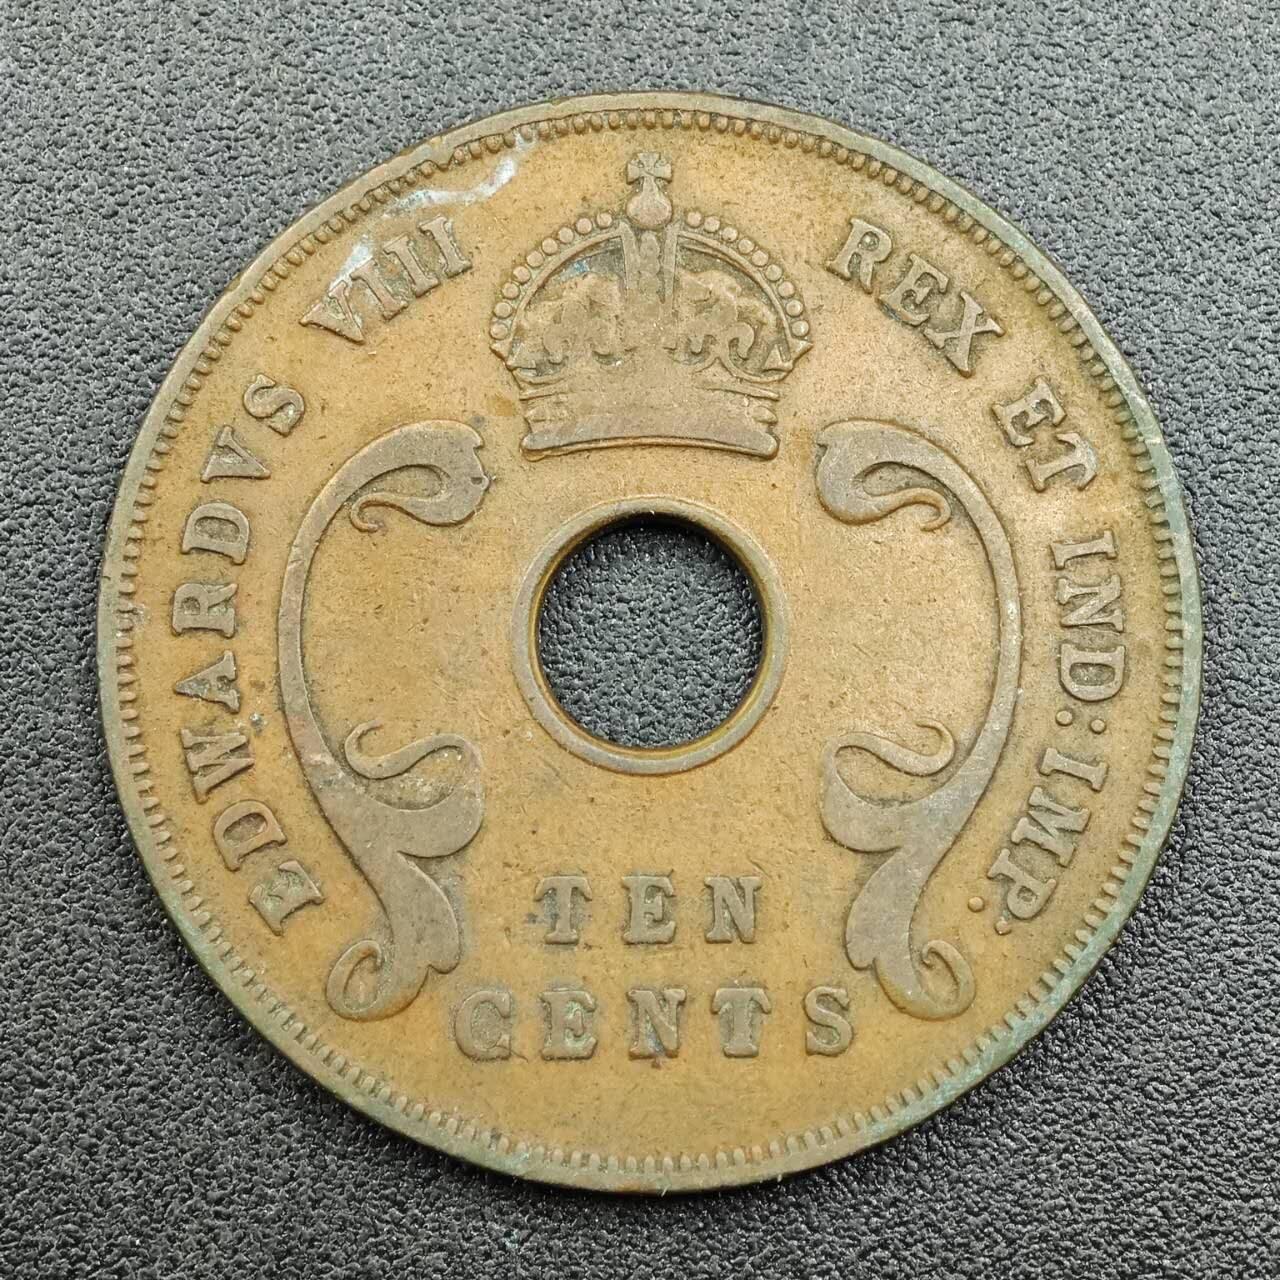 EDWARDVS VIII REX ET IND: IMP:
TEN
CENTS